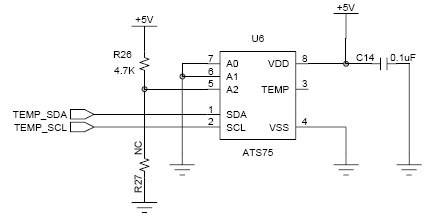 +5V
+5V
U6
R26
4.7K
7 A0
6 A1
5 A2
VDD 8
TEMP 3
C14 0.1uF
TEMP_SDA 1 SDA
TEMP_SCL 2 SCL
VSS 4
NC
R27
ATS75